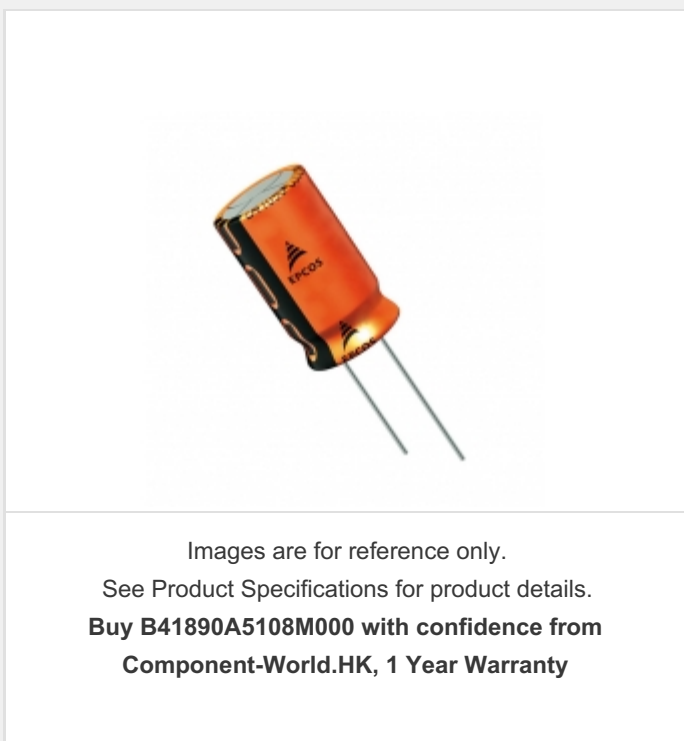 EPCOS
EPCOS
Images are for reference only.
See Product Specifications for product details.
Buy B41890A5108M000 with confidence from
Component-World.HK, 1 Year Warranty